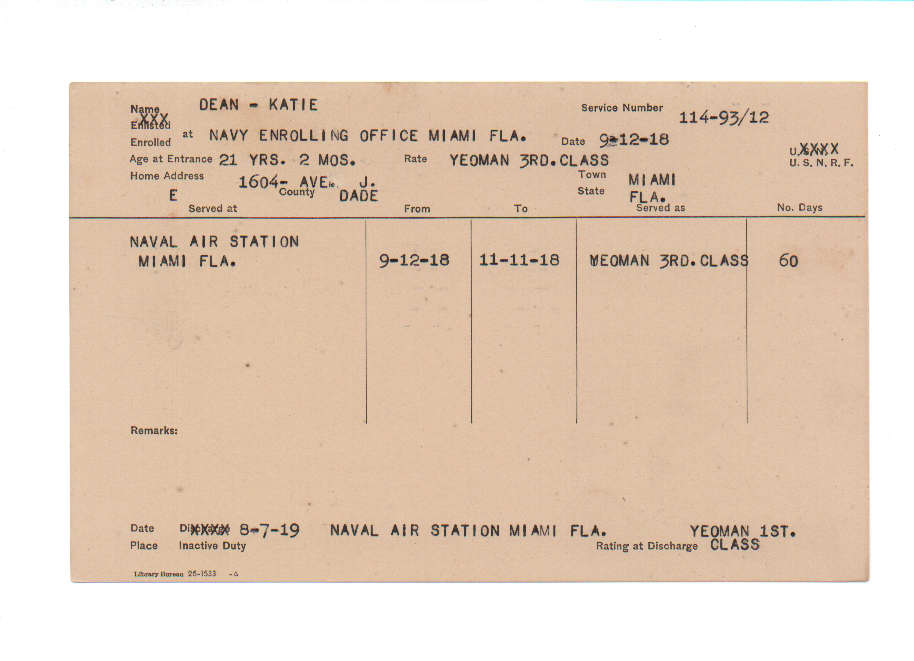 Name DEAN - KATIE Service Number 114-93/12
XXX
Enlisted
Enrolled at NAVY ENROLLING OFFICE MIAMI FLA. Date 9-12-18 U.S.N.R.F.
Age at Entrance 21 YRS. 2 MOS. Rate YEOMAN 3RD.CLASS
Home Address 1604- AVE. J. Town MIAMI
E County DADE State FLA.
Served at From To Served as No. Days
NAVAL AIR STATION
MIAMI FLA. 9-12-18 11-11-18 YEOMAN 3RD.CLASS 60
Remarks:
Date XXXX 8-7-19 NAVAL AIR STATION MIAMI FLA. YEOMAN 1ST.
Place Inactive Duty Rating at Discharge CLASS
Library Bureau 26-1533 -A